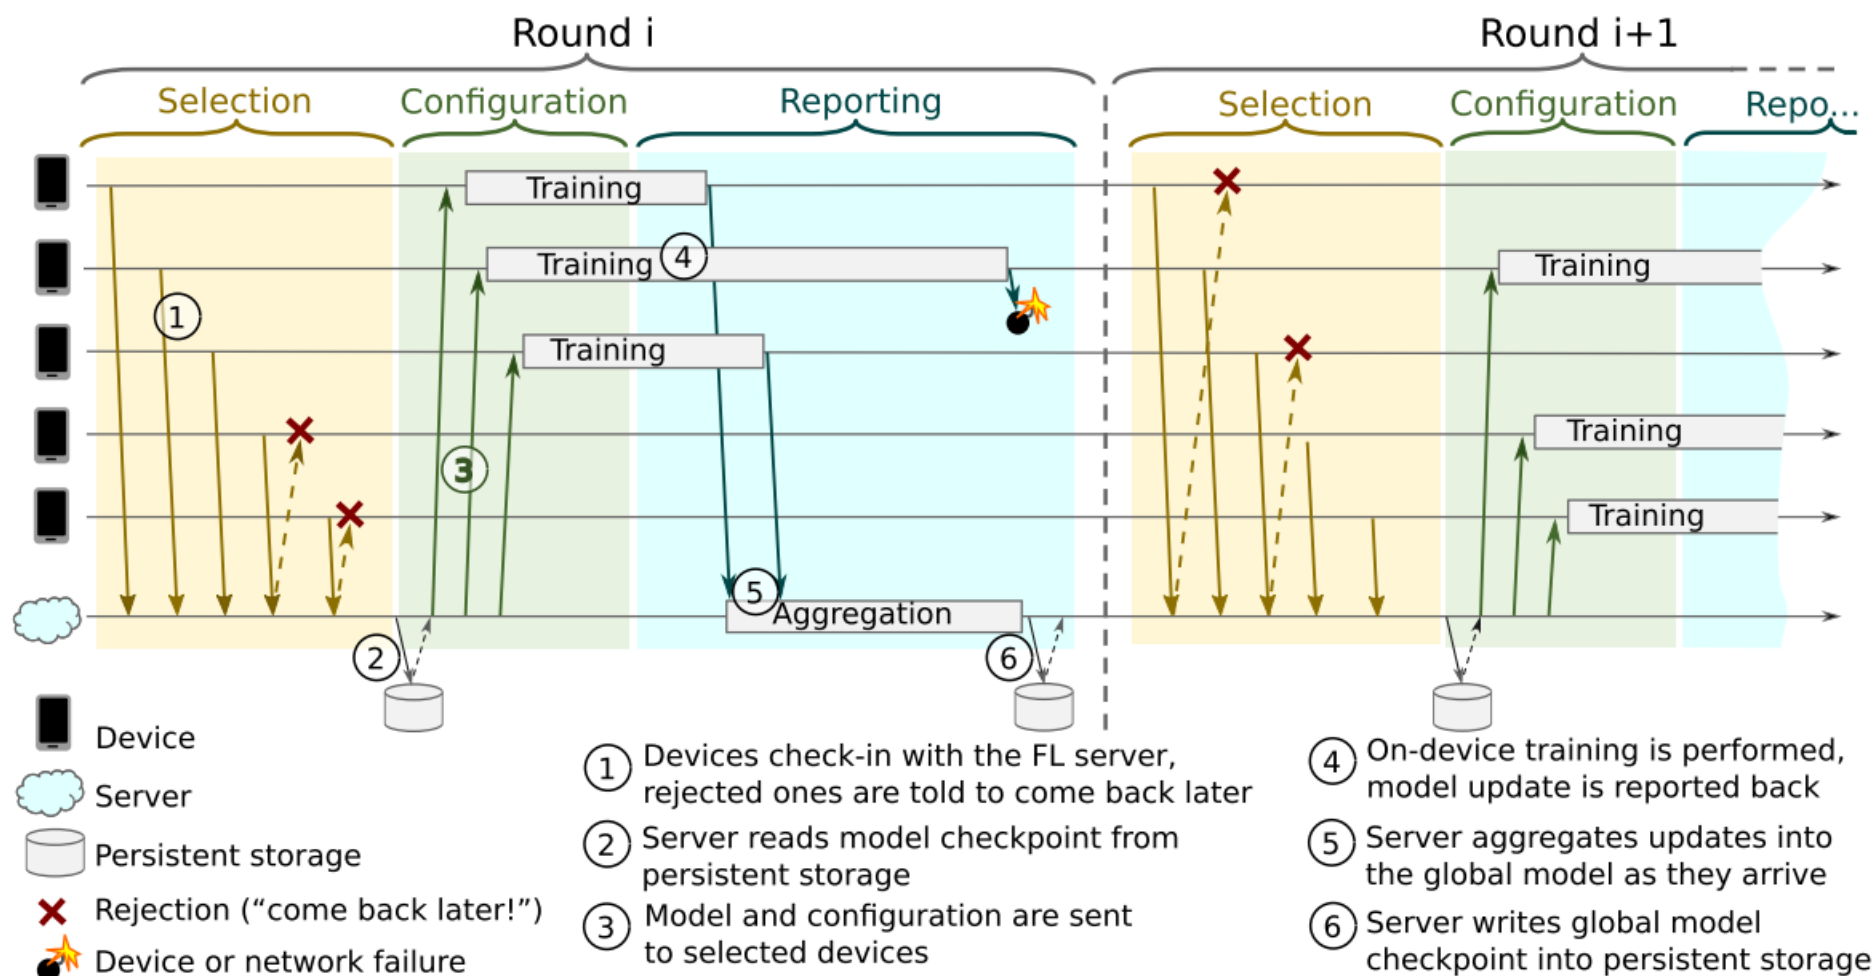 Round i
Round i+1
Selection
Configuration
Reporting
Selection
Configuration
Repo...
Training
Training
4
Training
Training
1
Training
3
Training
Training
5
Aggregation
2
6
Device
Server
Persistent storage
Rejection (“come back later!”)
Device or network failure
1
Devices check-in with the FL server,
rejected ones are told to come back later
2
Server reads model checkpoint from
persistent storage
3
Model and configuration are sent
to selected devices
4
On-device training is performed,
model update is reported back
5
Server aggregates updates into
the global model as they arrive
6
Server writes global model
checkpoint into persistent storage